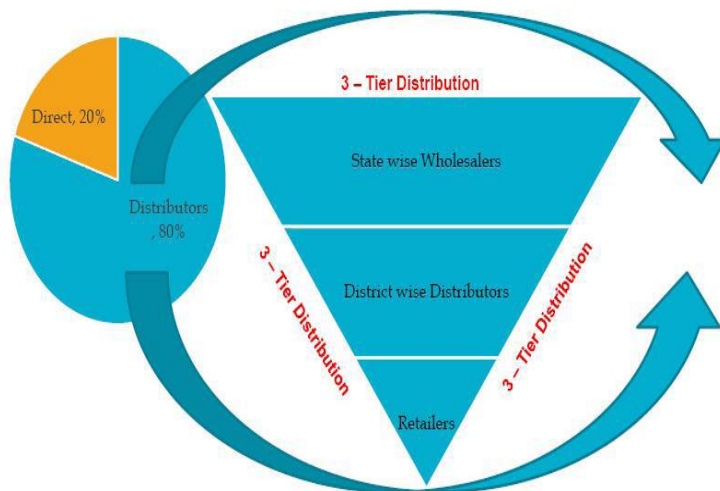 3 – Tier Distribution
Direct, 20%
State wise Wholesalers
Distributors
, 80%
3 – Tier Distribution
3 – Tier Distribution
District wise Distributors
Retailers